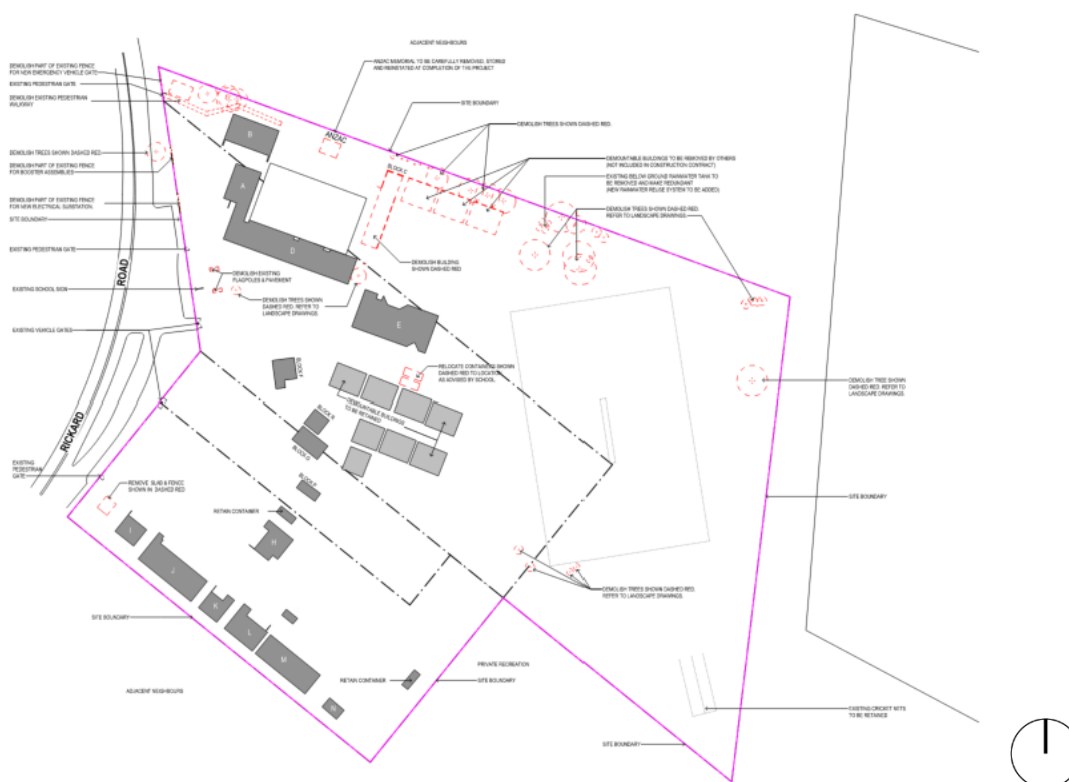 ADJACENT NEIGHBOURS
ANZAC MEMORIAL TO BE CAREFULLY REMOVED, STORED
AND REINSTATED AT COMPLETION OF THE PROJECT
DEMOLISH PART OF EXISTING FENCE
FOR NEW EMERGENCY VEHICLE GATE
EXISTING PEDESTRIAN GATE
DEMOLISH EXISTING PEDESTRIAN
WALKWAY
SITE BOUNDARY
DEMOLISH TREES SHOWN DASHED RED.
ANZAC
B
DEMOLISH TREES SHOWN DASHED RED
DEMOLISH PART OF EXISTING FENCE
FOR BOOSTER ASSEMBLIES
DEMOUNTABLE BUILDINGS TO BE REMOVED BY OTHERS
(NOT INCLUDED IN CONSTRUCTION CONTRACT)
BLOCK C
EXISTING BELOW GROUND RAINWATER TANK TO
BE REMOVED AND MAKE REDUNDANT
(NEW RAINWATER REUSE SYSTEM TO BE ADDED)
A
DEMOLISH PART OF EXISTING FENCE
FOR NEW ELECTRICAL SUBSTATION.
SITE BOUNDARY
DEMOLISH TREES SHOWN DASHED RED.
REFER TO LANDSCAPE DRAWINGS.
EXISTING PEDESTRIAN GATE
D
DEMOLISH BUILDING
SHOWN DASHED RED
ROAD
DEMOLISH EXISTING
FLAGPOLES & PAVEMENT
EXISTING SCHOOL SIGN
DEMOLISH TREES SHOWN
DASHED RED. REFER TO
LANDSCAPE DRAWINGS.
EXISTING VEHICLE GATES
E
BLOCK F
RELOCATE CONTAINERS SHOWN
DASHED RED TO LOCATION
AS ADVISED BY SCHOOL
DEMOLISH TREE SHOWN
DASHED RED. REFER TO
LANDSCAPE DRAWINGS.
DEMOUNTABLE BUILDINGS
TO BE RETAINED
RICKARD
BLOCK G
EXISTING
PEDESTRIAN
GATE
REMOVE SLAB & FENCE
SHOWN IN DASHED RED
BLOCK P
SITE BOUNDARY
RETAIN CONTAINER
I
H
J
DEMOLISH TREES SHOWN DASHED RED.
REFER TO LANDSCAPE DRAWINGS.
K
SITE BOUNDARY
L
M
PRIVATE RECREATION
RETAIN CONTAINER
SITE BOUNDARY
ADJACENT NEIGHBOURS
N
EXISTING CRICKET NETS
TO BE RETAINED
SITE BOUNDARY